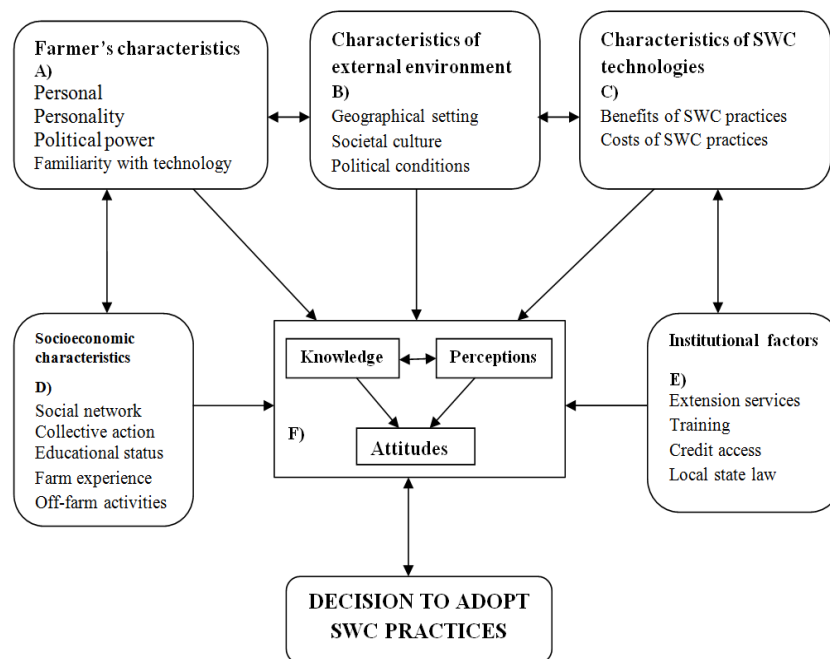 Farmer's characteristics
A)
Personal
Personality
Political power
Familiarity with technology
Characteristics of
external environment
B)
Geographical setting
Societal culture
Political conditions
Characteristics of SWC
technologies
C)
Benefits of SWC practices
Costs of SWC practices
Socioeconomic
characteristics
D)
Social network
Collective action
Educational status
Farm experience
Off-farm activities
Knowledge
Perceptions
F)
Attitudes
Institutional factors
E)
Extension services
Training
Credit access
Local state law
DECISION TO ADOPT
SWC PRACTICES